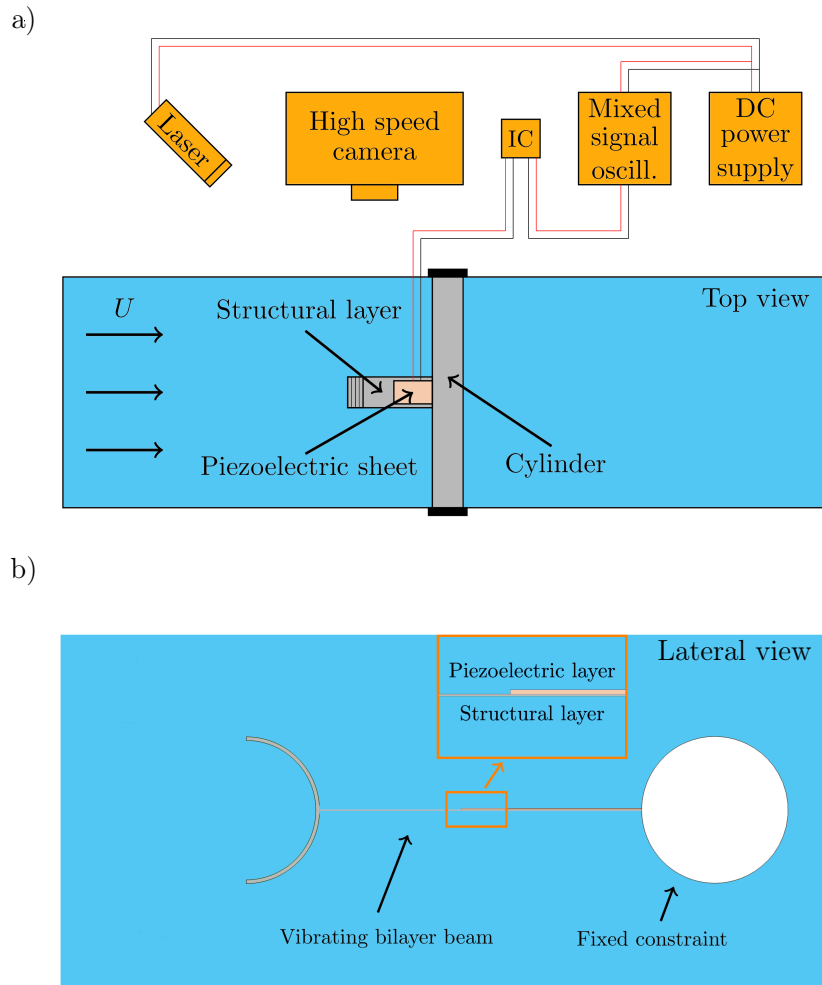 a)
Laser
High speed
camera
IC
Mixed
signal
oscill.
DC
power
supply
U
Structural layer
Top view
Piezoelectric sheet
Cylinder
b)
Lateral view
Piezoelectric layer
Structural layer
Vibrating bilayer beam
Fixed constraint